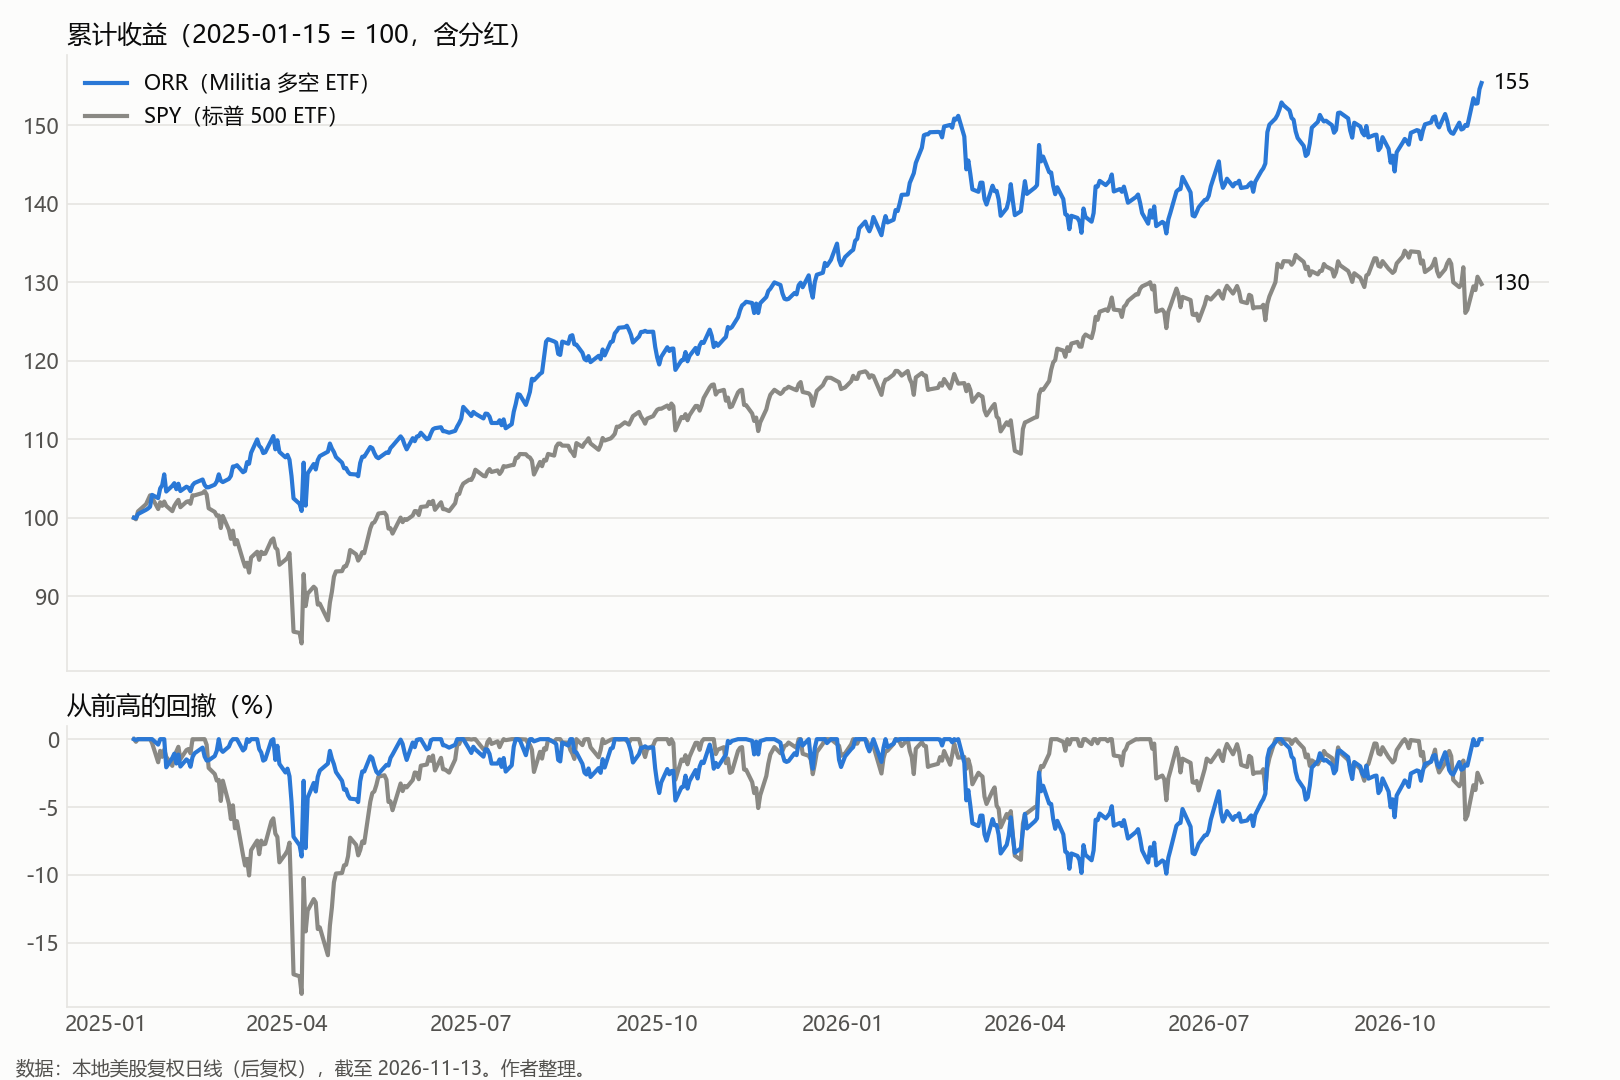 累计收益（2025-01-15 = 100，含分红）
ORR（Militia 多空 ETF）
SPY（标普 500 ETF）
155
150
140
130
130
120
110
100
90
从前高的回撤（%）
0
-5
-10
-15
2025-01 2025-04 2025-07 2025-10 2026-01 2026-04 2026-07 2026-10
数据：本地美股复权日线（后复权），截至 2026-11-13。作者整理。